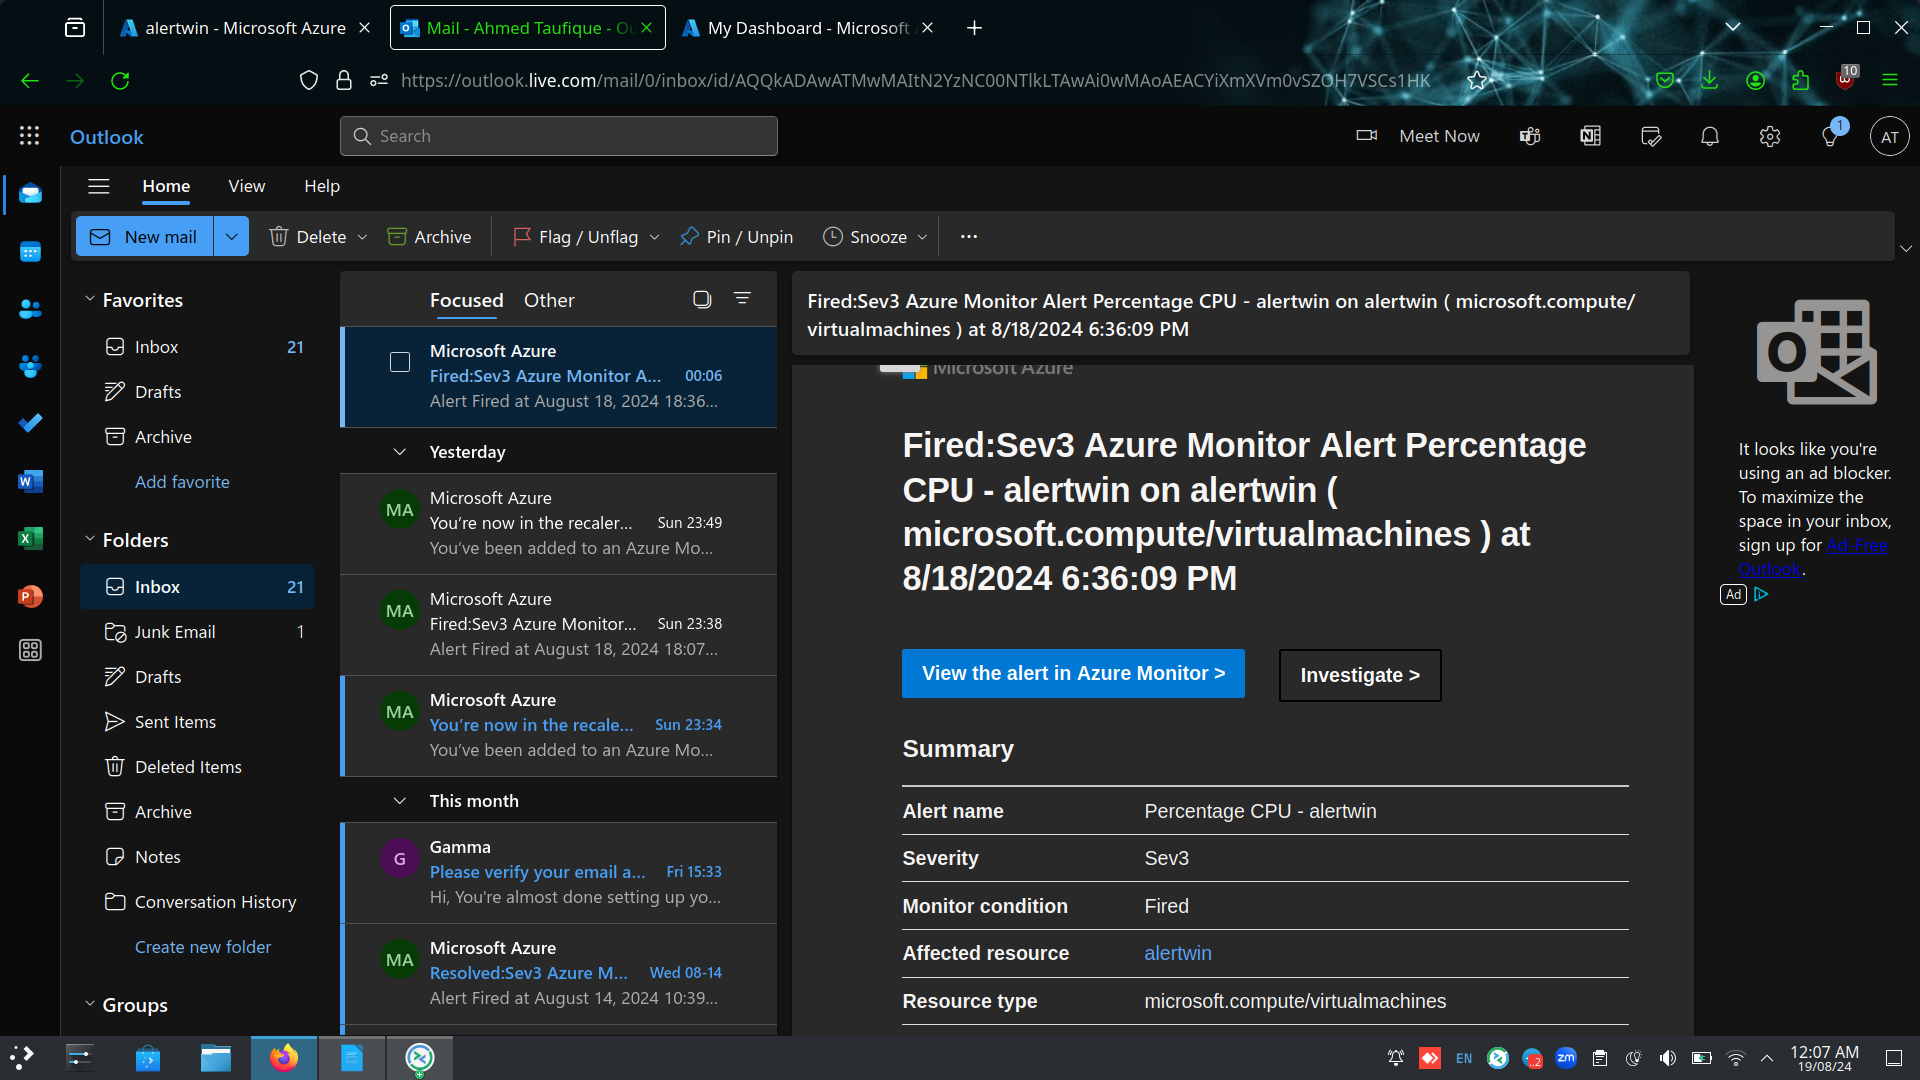 alertwin - Microsoft Azure
Mail - Ahmed Taufique - Ou
My Dashboard - Microsoft A
https://outlook.live.com/mail/0/inbox/id/AQQkADAwATMwMAItN2YzNC00NTlkLTAwAi0wMAoAEACYiXmXVm0vSZOH7VSCs1HK
10
Outlook
Search
Meet Now
1
AT
Home
View
Help
New mail
Delete
Archive
Flag / Unflag
Pin / Unpin
Snooze
Favorites
Inbox 21
Drafts
Archive
Add favorite
Folders
Inbox 21
Junk Email 1
Drafts
Sent Items
Deleted Items
Archive
Notes
Conversation History
Create new folder
Groups
Focused
Other
Microsoft Azure
Fired:Sev3 Azure Monitor A... 00:06
Alert Fired at August 18, 2024 18:36...
Yesterday
MA
Microsoft Azure
You're now in the recaler... Sun 23:49
You've been added to an Azure Mo...
MA
Microsoft Azure
Fired:Sev3 Azure Monitor... Sun 23:38
Alert Fired at August 18, 2024 18:07...
MA
Microsoft Azure
You're now in the recale... Sun 23:34
You've been added to an Azure Mo...
This month
G
Gamma
Please verify your email a... Fri 15:33
Hi, You're almost done setting up yo...
MA
Microsoft Azure
Resolved:Sev3 Azure M... Wed 08-14
Alert Fired at August 14, 2024 10:39...
Fired:Sev3 Azure Monitor Alert Percentage CPU - alertwin on alertwin ( microsoft.compute/
virtualmachines ) at 8/18/2024 6:36:09 PM
Microsoft Azure
Fired:Sev3 Azure Monitor Alert Percentage
CPU - alertwin on alertwin (
microsoft.compute/virtualmachines ) at
8/18/2024 6:36:09 PM
View the alert in Azure Monitor >
Investigate >
Summary
Alert name Percentage CPU - alertwin
Severity Sev3
Monitor condition Fired
Affected resource alertwin
Resource type microsoft.compute/virtualmachines
It looks like you're
using an ad blocker.
To maximize the
space in your inbox,
sign up for Ad-Free
Outlook.
Ad
EN
..2
zm
12:07 AM
19/08/24